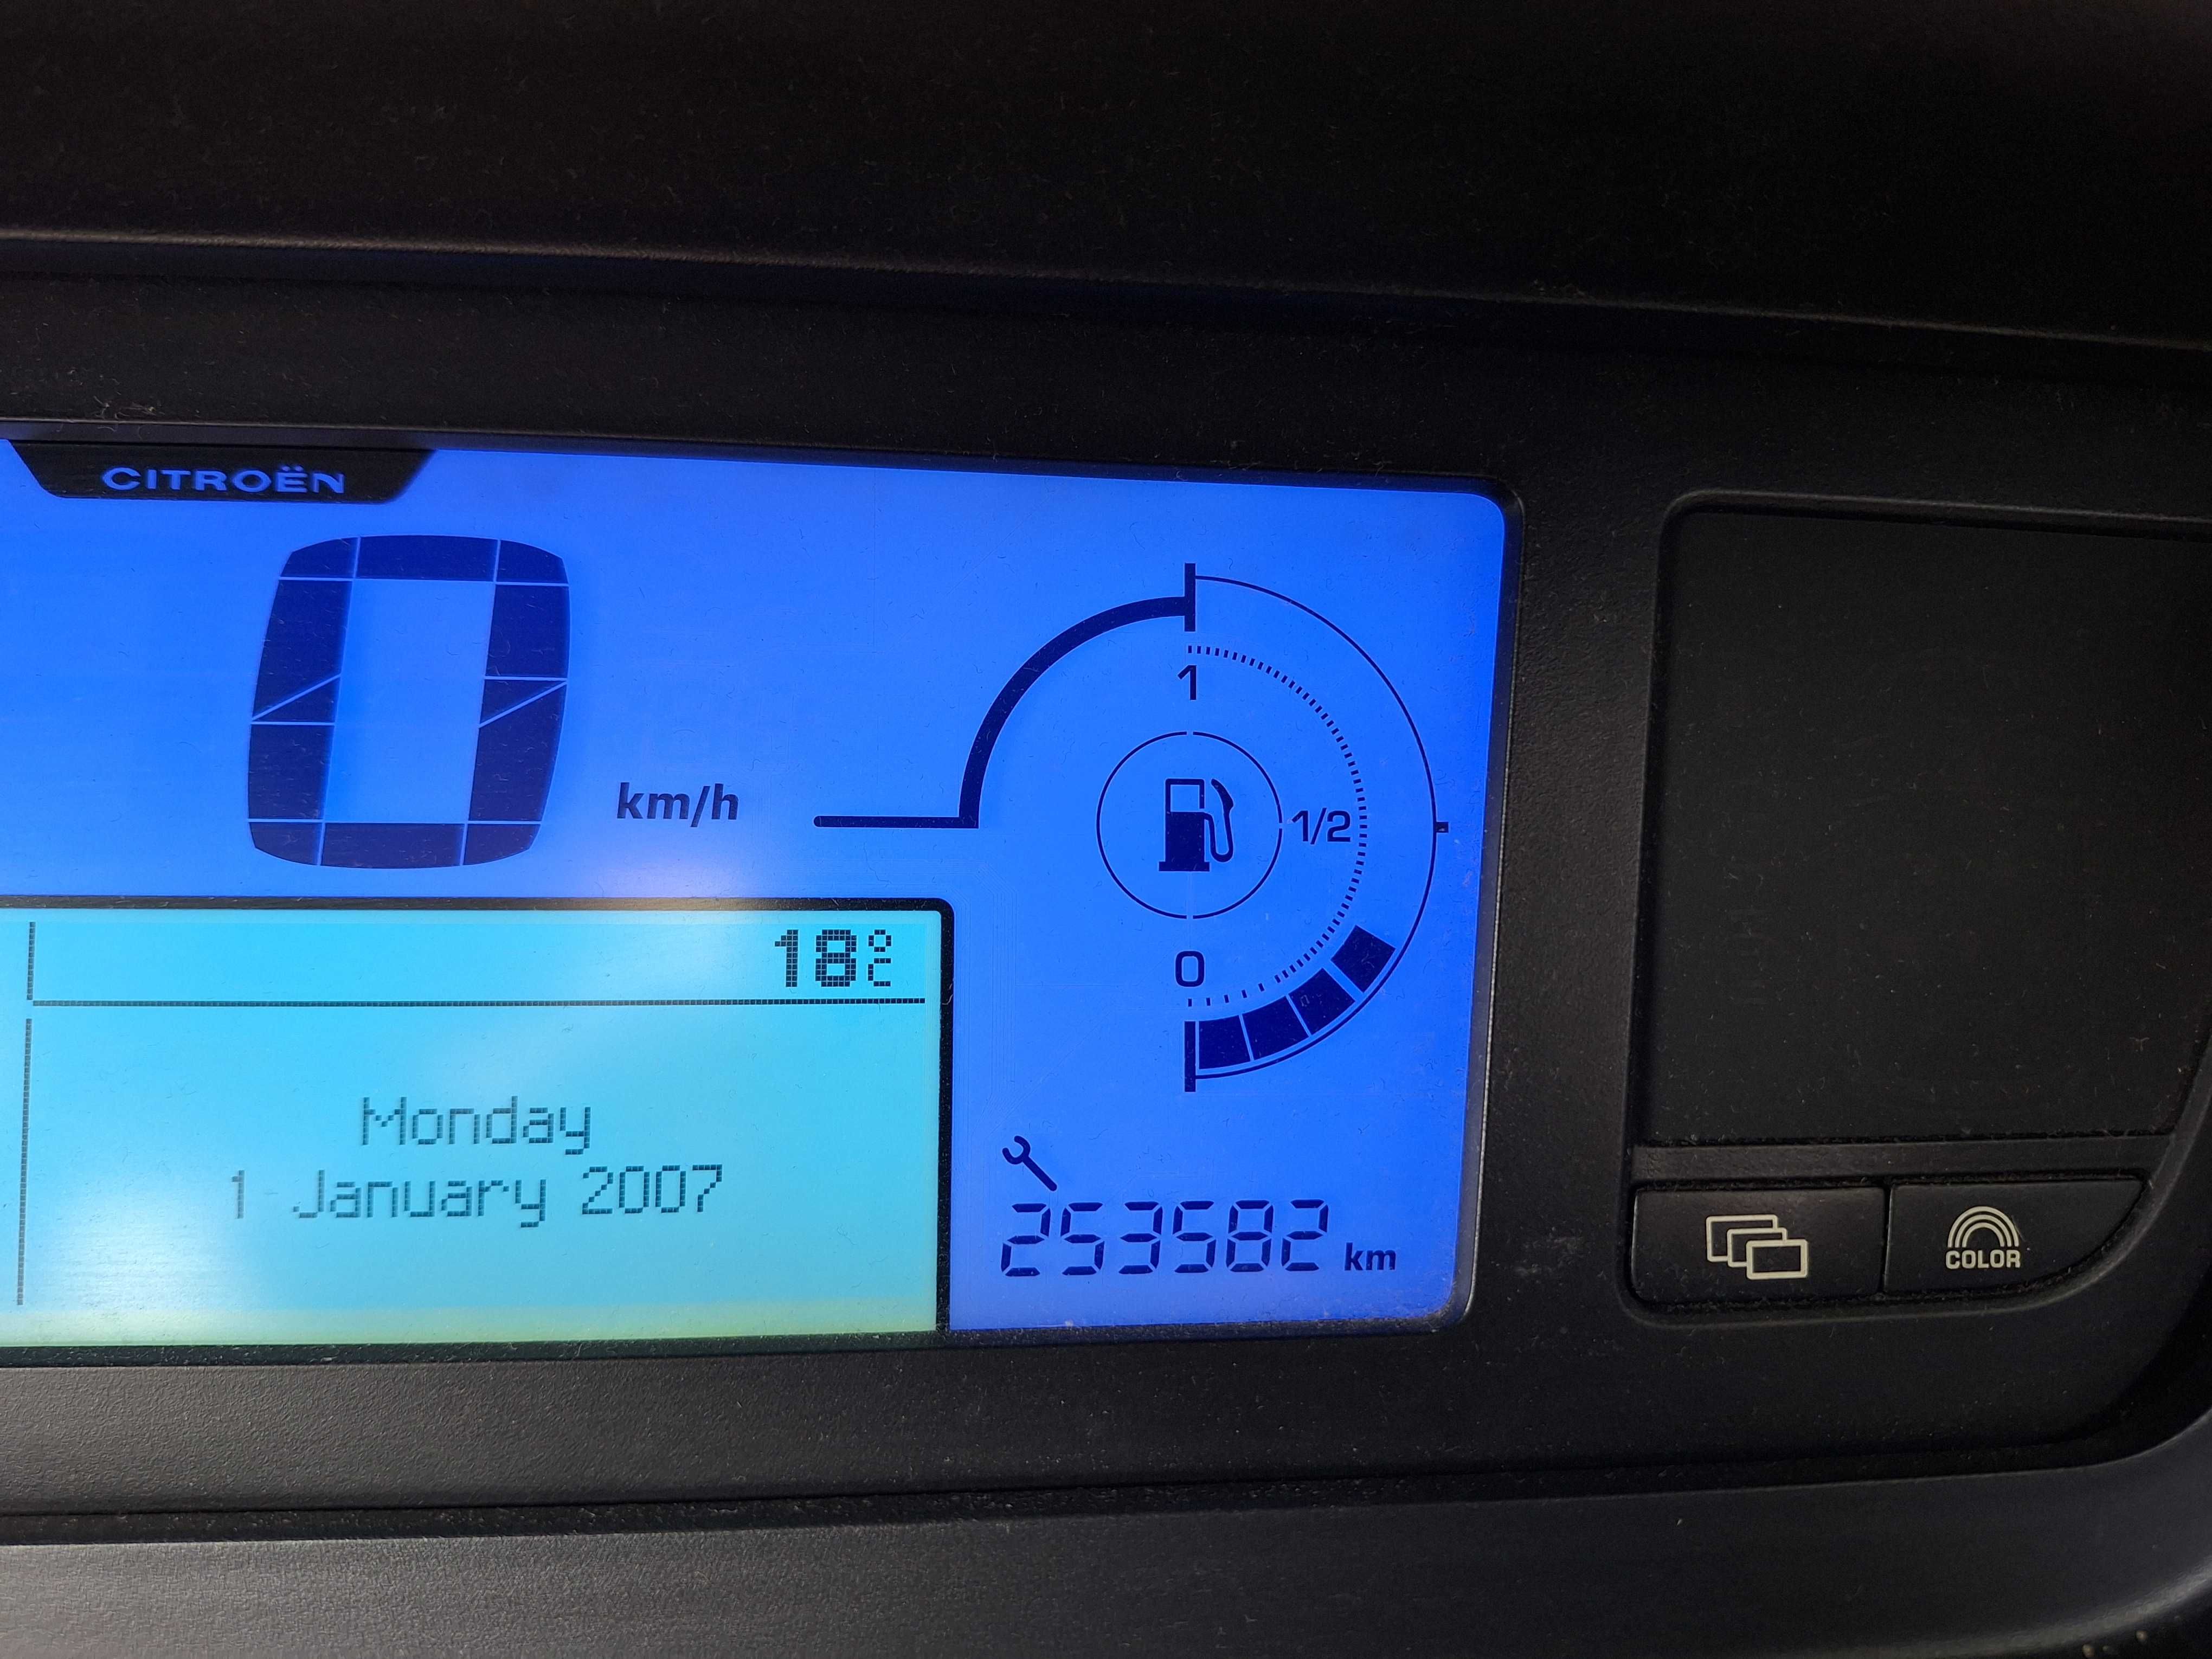 CITROËN
0
km/h
1
1/2
0
18°C
Monday
1 January 2007
253582 km
COLOR